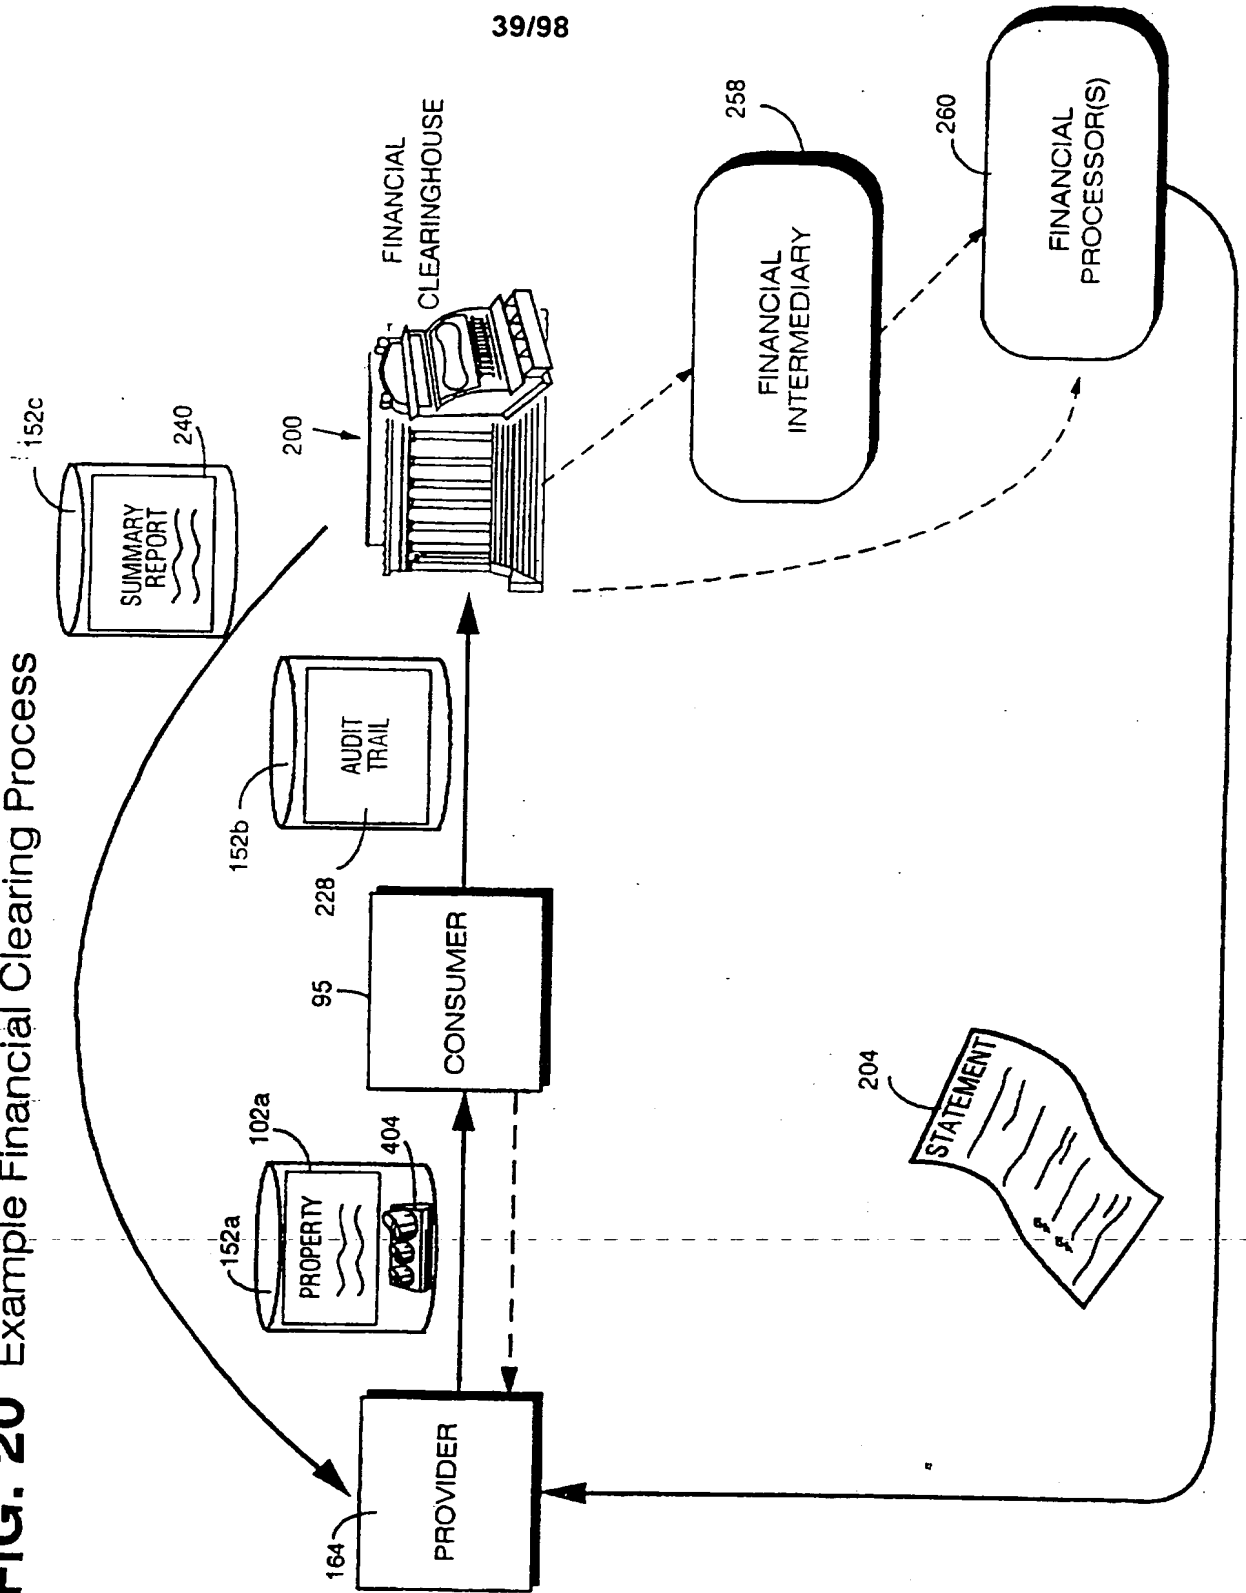 39/98
FIG. 20 Example Financial Clearing Process
152c
SUMMARY
REPORT
240
152b
AUDIT
TRAIL
228
200
FINANCIAL
CLEARINGHOUSE
152a
102a
PROPERTY
404
95
CONSUMER
164
PROVIDER
258
FINANCIAL
INTERMEDIARY
260
FINANCIAL
PROCESSOR(S)
204
STATEMENT